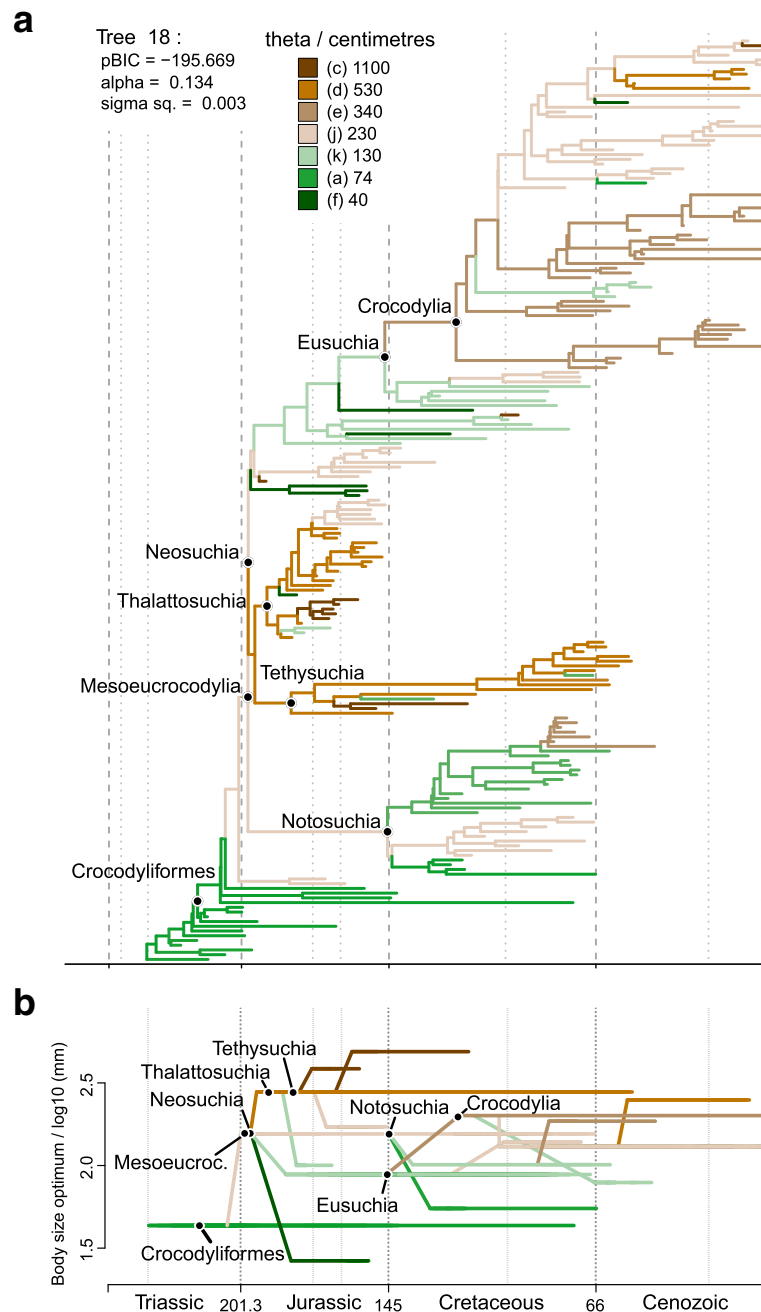 a
Tree 18 :
pBIC = −195.669
alpha = 0.134
sigma sq. = 0.003
theta / centimetres
(c) 1100
(d) 530
(e) 340
(j) 230
(k) 130
(a) 74
(f) 40
Crocodylia
Eusuchia
Neosuchia
Thalattosuchia
Tethysuchia
Mesoeucrocodylia
Notosuchia
Crocodyliformes
b
Body size optimum / log10 (mm)
2.5
2.0
1.5
Tethysuchia
Thalattosuchia
Neosuchia
Notosuchia
Crocodylia
Mesoeucroc.
Eusuchia
Crocodyliformes
Triassic 201.3 Jurassic 145 Cretaceous 66 Cenozoic